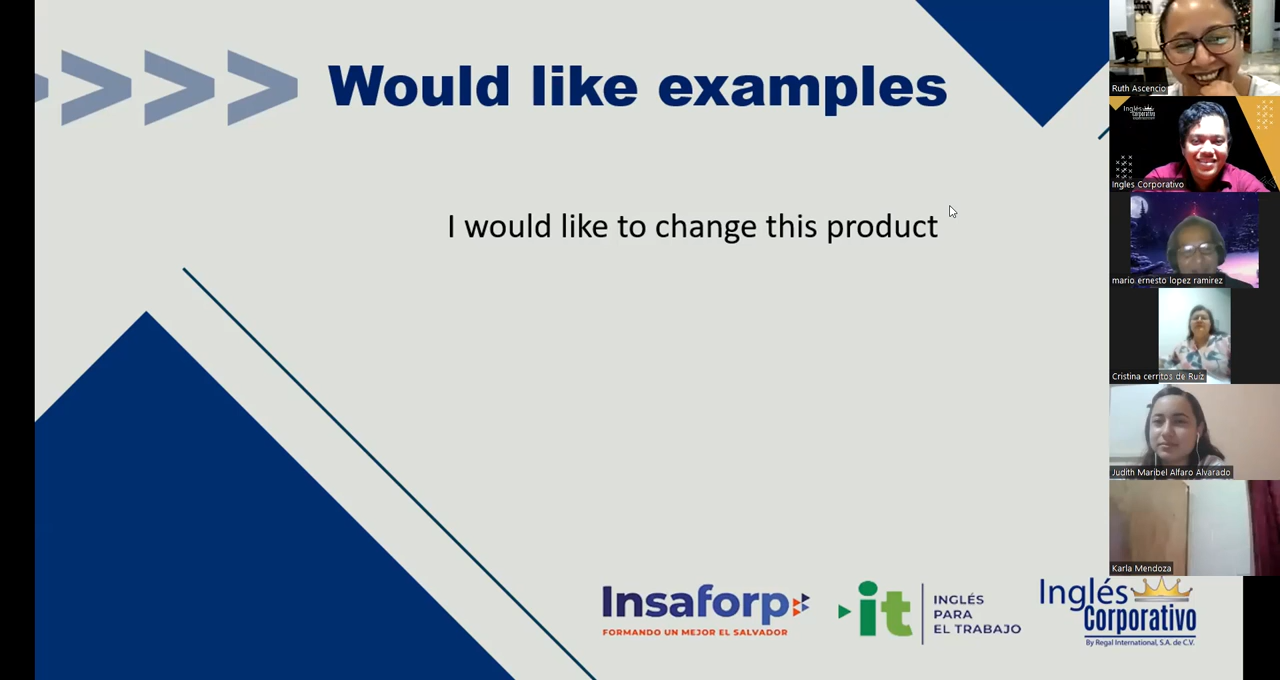 Would like examples
I would like to change this product
Insaforp
FORMANDO UN MEJOR EL SALVADOR
it
INGLÉS
PARA
EL TRABAJO
Inglés
Corporativo
By Regal International, S.A. de C.V.
Ruth Ascencio
Inglés
Corporativo
Ingles Corporativo
mario ernesto lopez ramirez
Cristina cerritos de Ruiz
Judith Maribel Alfaro Alvarado
Karla Mendoza